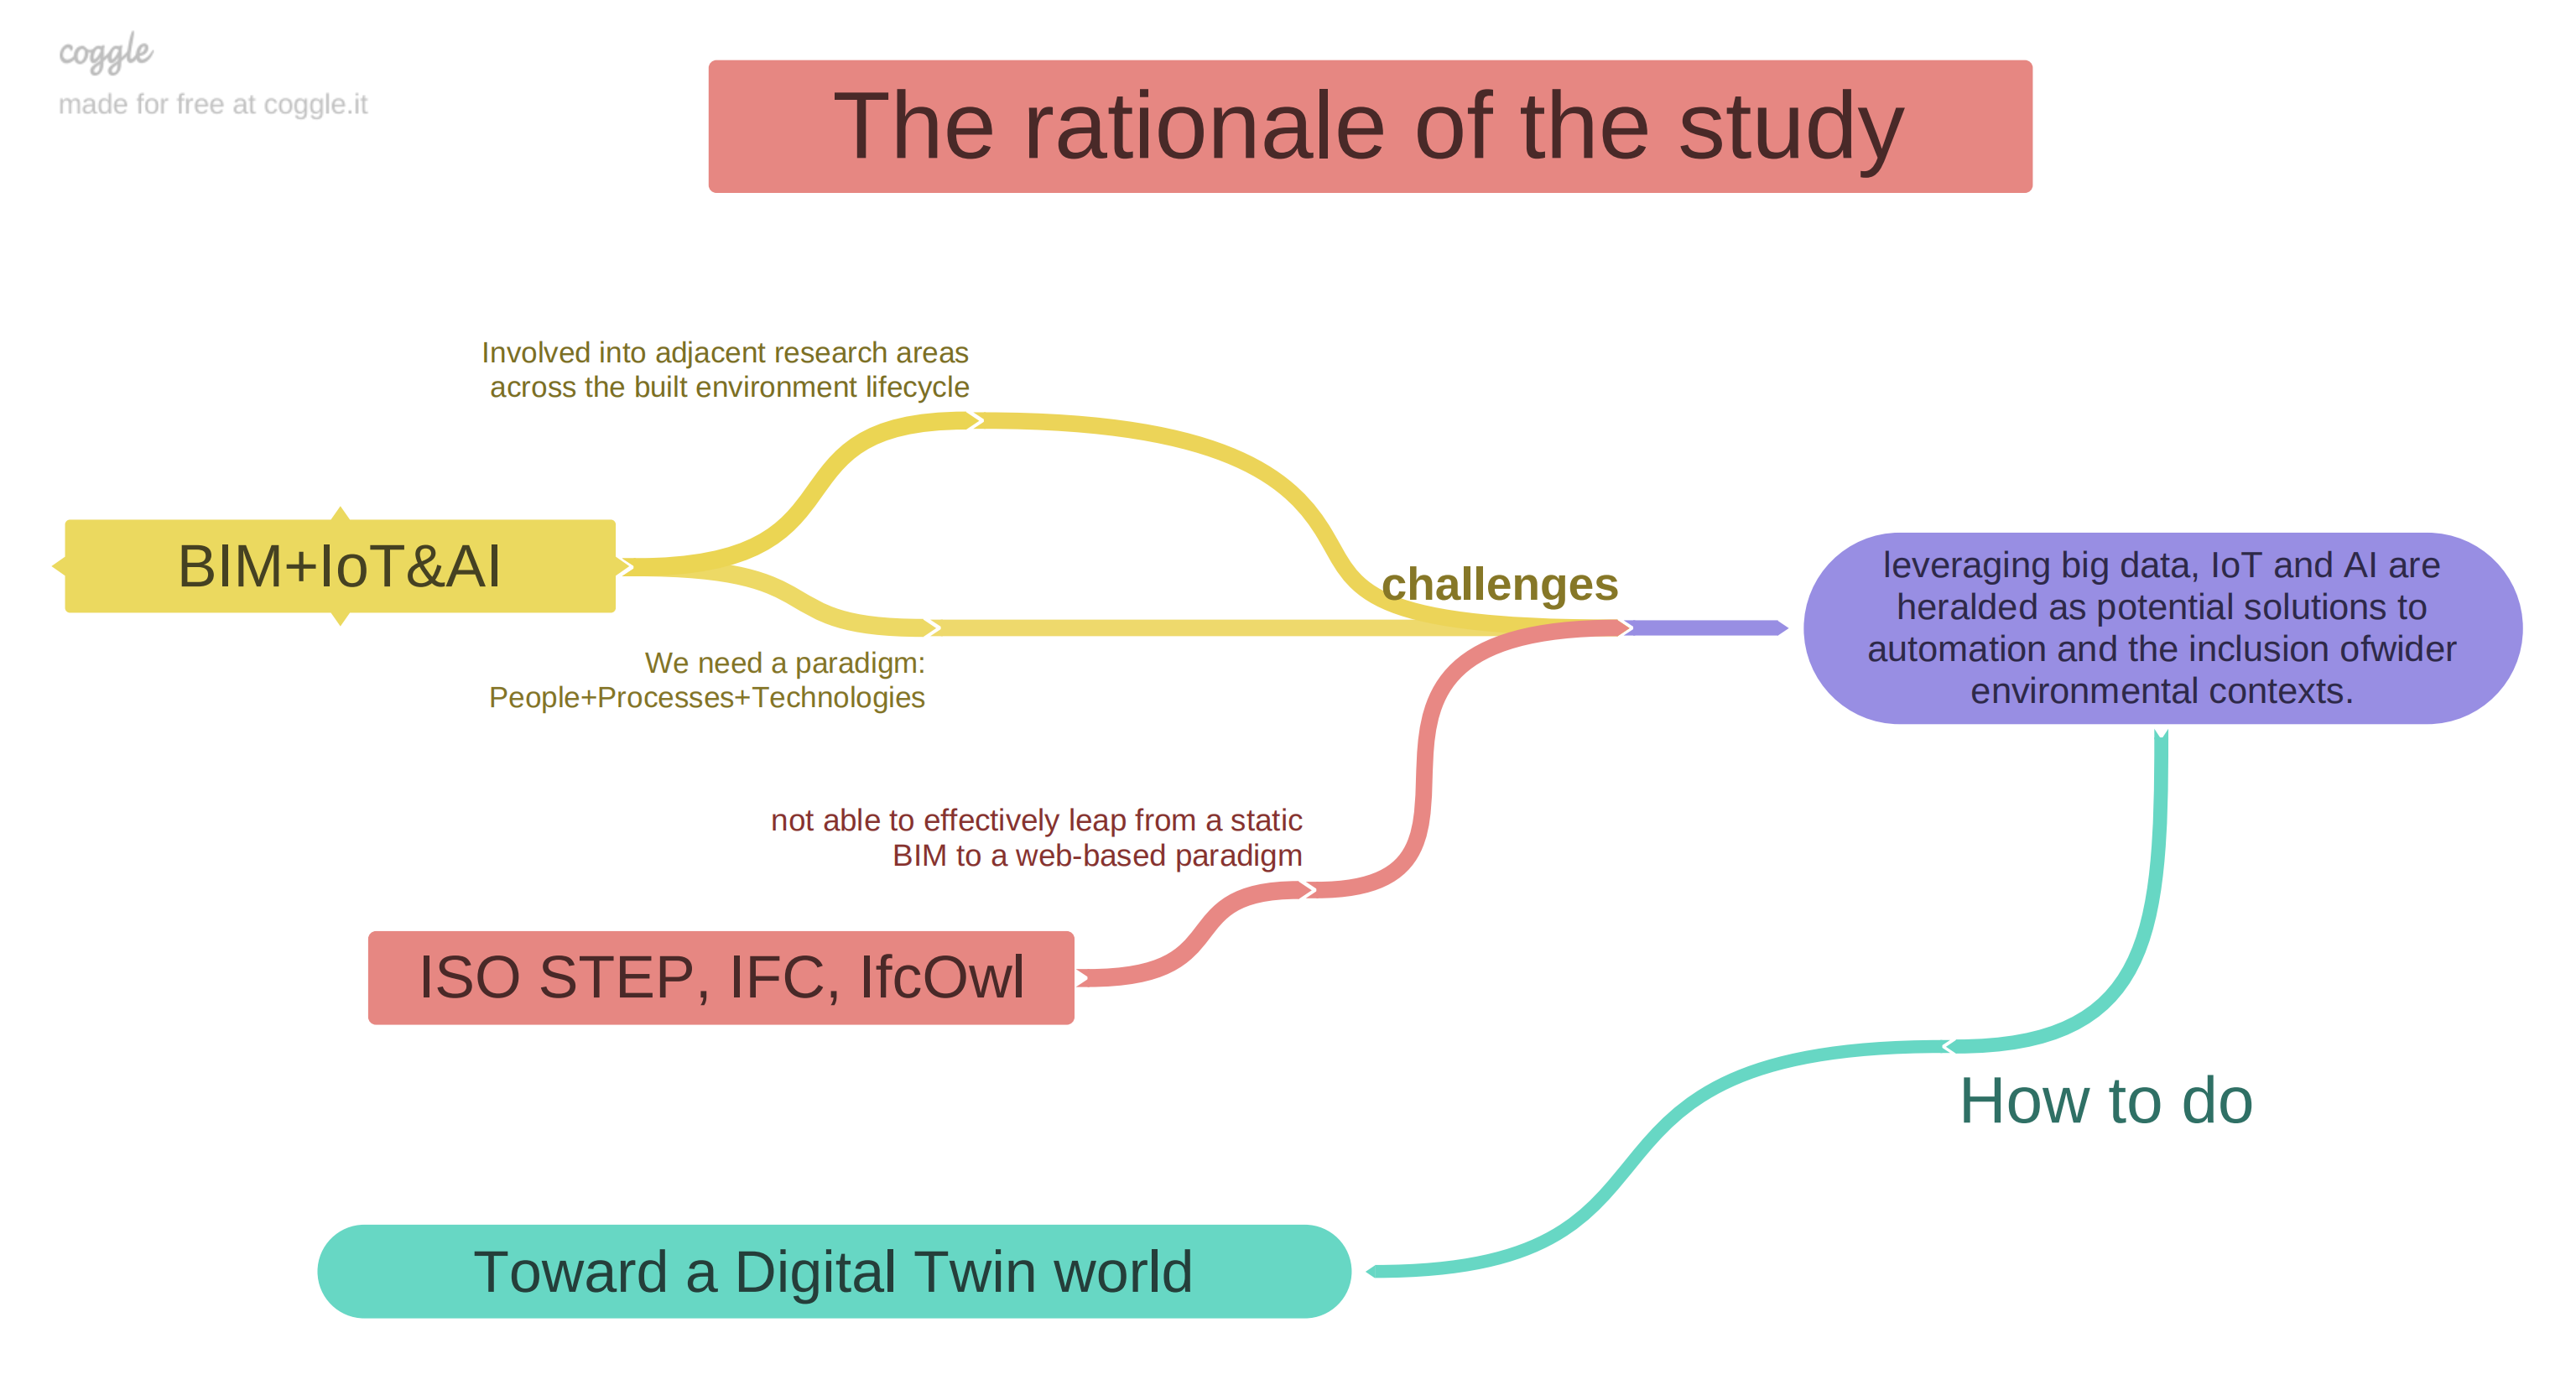 coggle
made for free at coggle.it
The rationale of the study
Involved into adjacent research areas
across the built environment lifecycle
BIM+IoT&AI
challenges
leveraging big data, IoT and AI are
heralded as potential solutions to
automation and the inclusion ofwider
environmental contexts.
We need a paradigm:
People+Processes+Technologies
not able to effectively leap from a static
BIM to a web-based paradigm
ISO STEP, IFC, IfcOwl
How to do
Toward a Digital Twin world